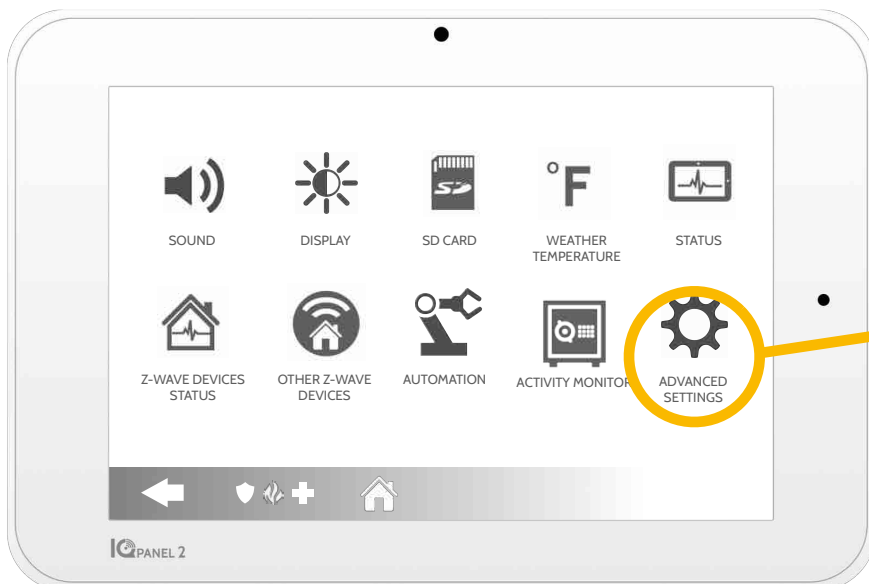 SD
°F
SOUND
DISPLAY
SD CARD
WEATHER
TEMPERATURE
STATUS
Z-WAVE DEVICES
STATUS
OTHER Z-WAVE
DEVICES
AUTOMATION
ACTIVITY MONITOR
ADVANCED
SETTINGS
IQ PANEL 2